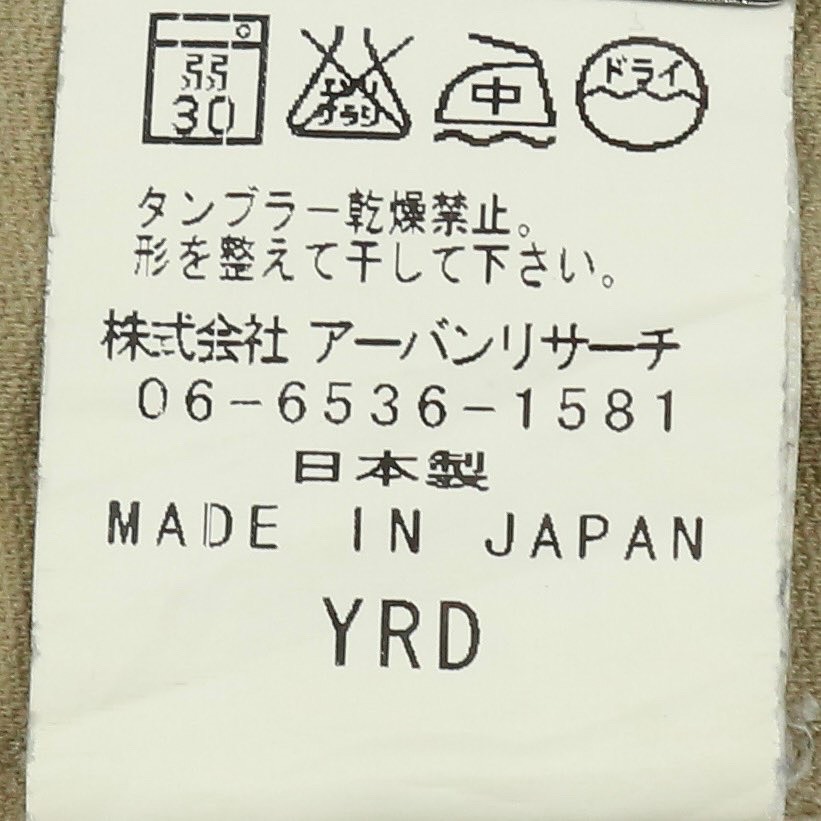 弱 30 エンソ サラシ 中 ドライ
タンブラー乾燥禁止。
形を整えて干して下さい。
株式会社 アーバンリサーチ
06-6536-1581
日本製
MADE IN JAPAN
YRD